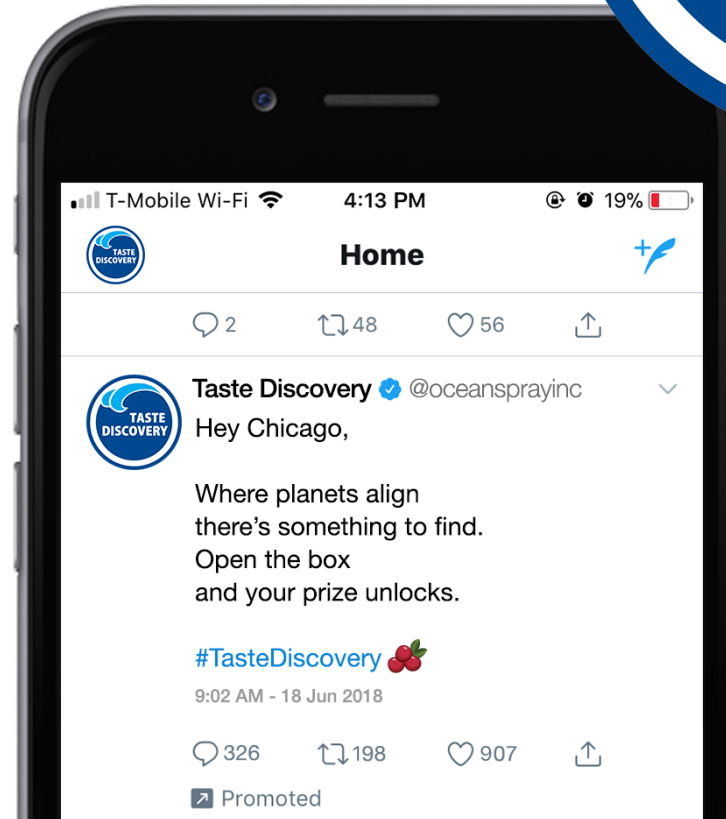 T-Mobile Wi-Fi 4:13 PM 19%
TASTE
DISCOVERY
Home
2 48 56
TASTE
DISCOVERY
Taste Discovery @oceansprayinc
Hey Chicago,
Where planets align
there's something to find.
Open the box
and your prize unlocks.
#TasteDiscovery
9:02 AM - 18 Jun 2018
326 198 907
Promoted